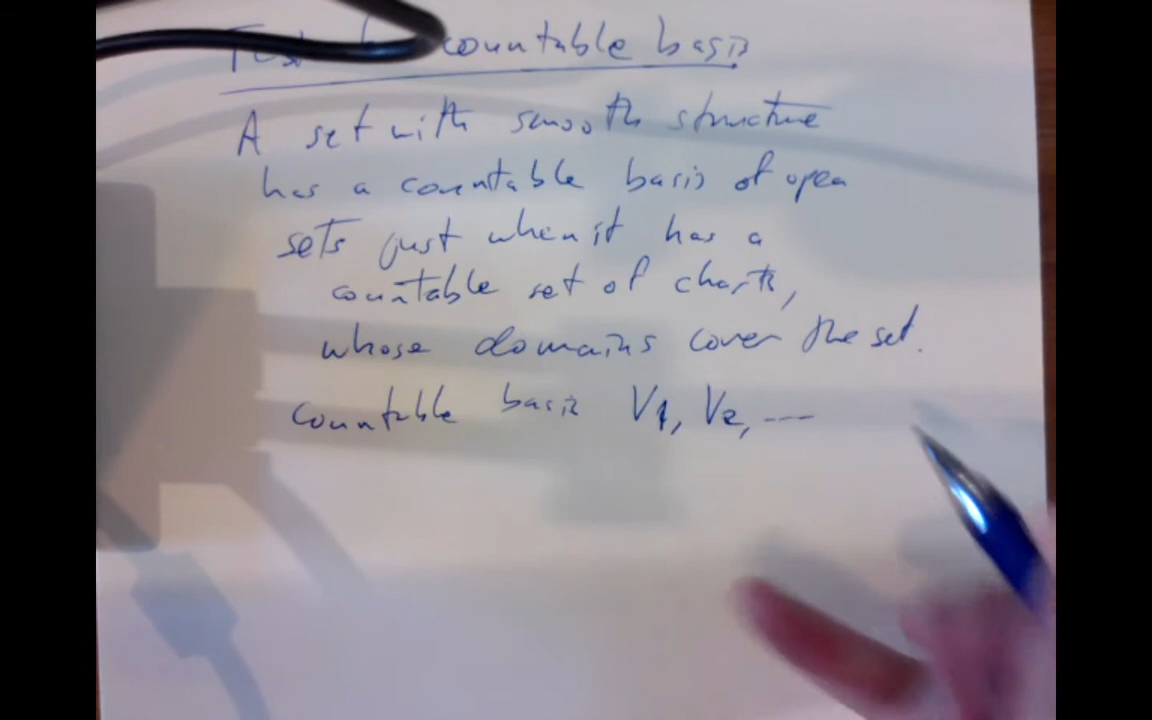 Test countable basis
A set with smooth structure
has a countable basis of open
sets just when it has a
countable set of charts,
whose domains cover the set.
countable basis V1, V2, ----